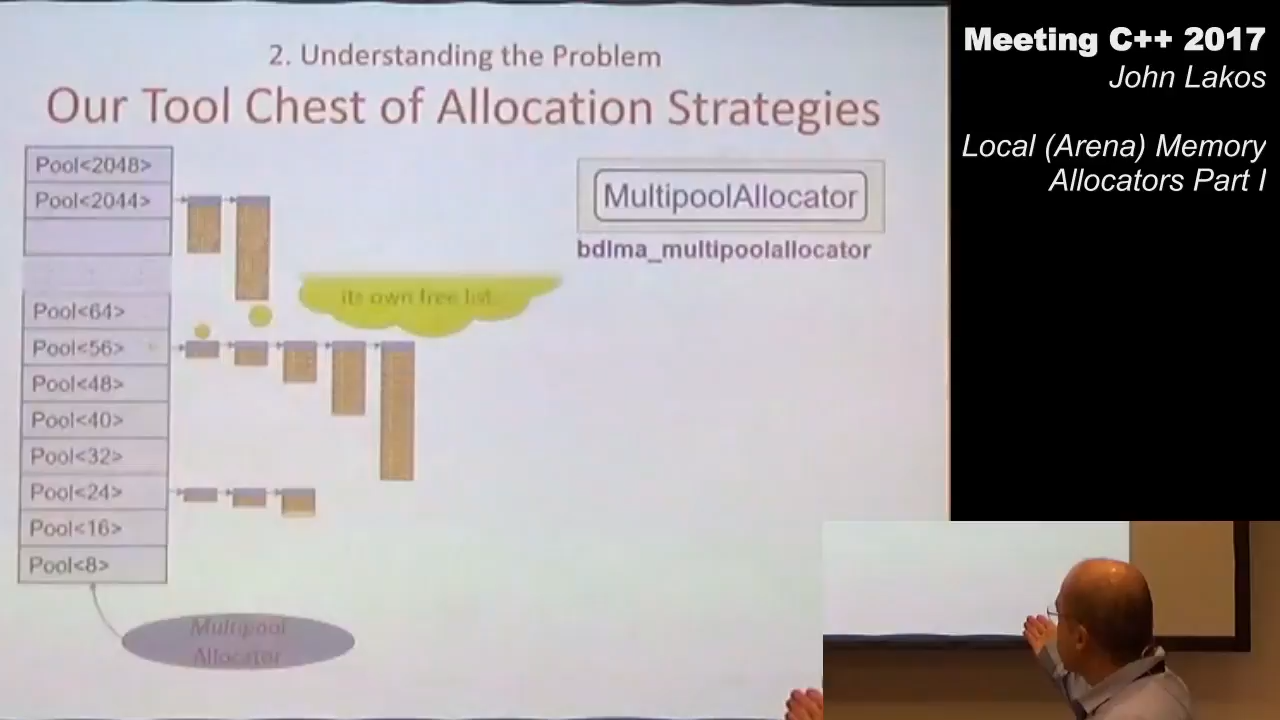 2. Understanding the Problem
Our Tool Chest of Allocation Strategies
Pool<2048>
Pool<2044>
Pool<64>
Pool<56>
Pool<48>
Pool<40>
Pool<32>
Pool<24>
Pool<16>
Pool<8>
its own free list.
Multipool
Allocator
MultipoolAllocator
bdlma_multipoolallocator
Meeting C++ 2017
John Lakos
Local (Arena) Memory
Allocators Part I